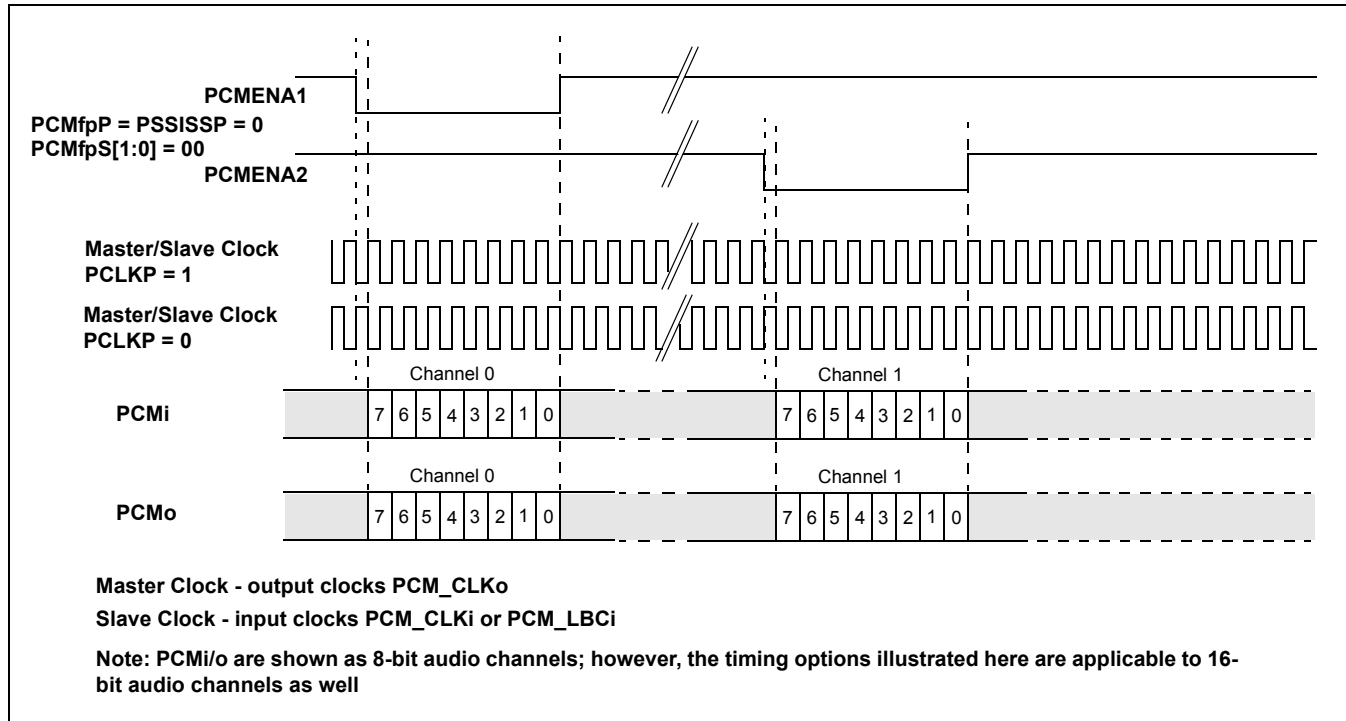 PCMENA1
PCMfpP = PSSISSP = 0
PCMfpS[1:0] = 00
PCMENA2
Master/Slave Clock
PCLKP = 1
Master/Slave Clock
PCLKP = 0
Channel 0
Channel 1
PCMi
7 6 5 4 3 2 1 0
7 6 5 4 3 2 1 0
Channel 0
Channel 1
PCMo
7 6 5 4 3 2 1 0
7 6 5 4 3 2 1 0
Master Clock - output clocks PCM_CLKo
Slave Clock - input clocks PCM_CLKi or PCM_LBCi
Note: PCMi/o are shown as 8-bit audio channels; however, the timing options illustrated here are applicable to 16-
bit audio channels as well